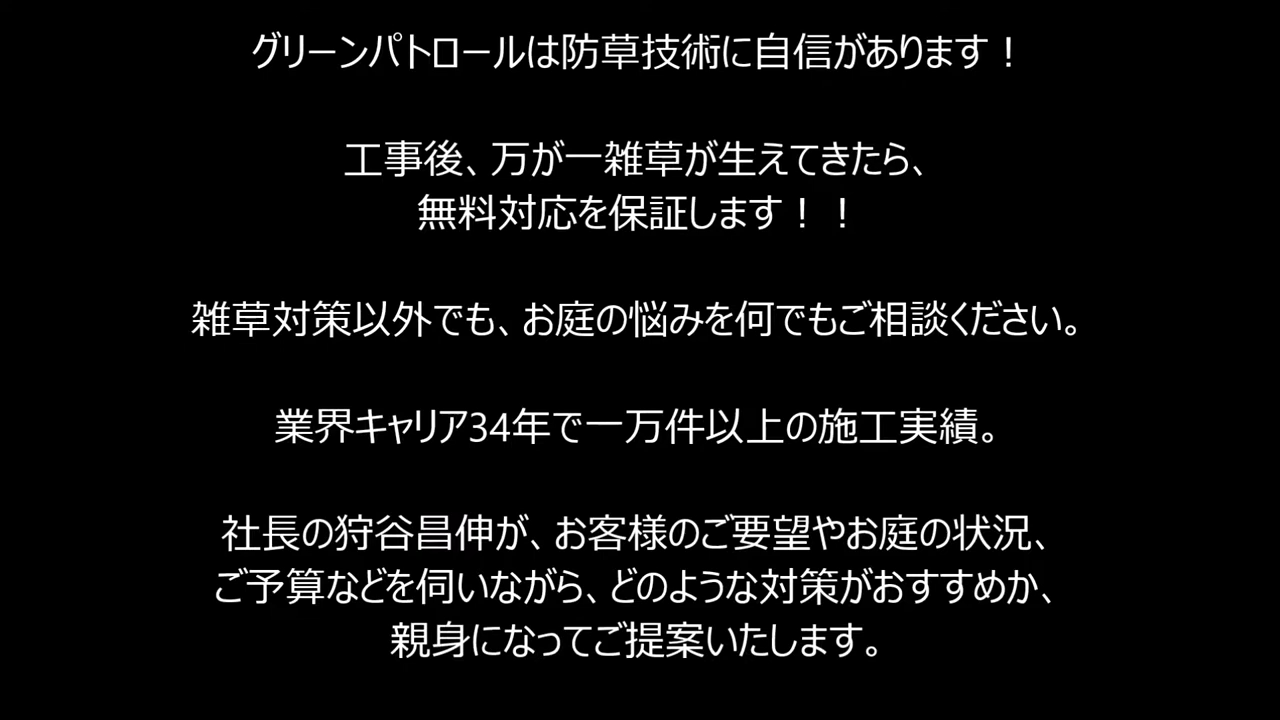 グリーンパトロールは防草技術に自信があります！
工事後、万が一雑草が生えてきたら、
無料対応を保証します！！
雑草対策以外でも、お庭の悩みを何でもご相談ください。
業界キャリア34年で一万件以上の施工実績。
社長の狩谷昌伸が、お客様のご要望やお庭の状況、
ご予算などを伺いながら、どのような対策がおすすめか、
親身になってご提案いたします。